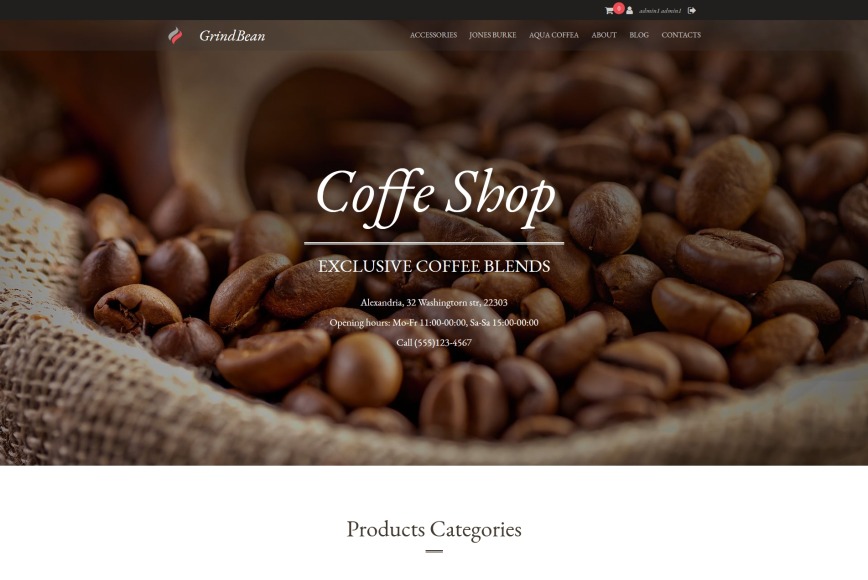 0 admin1 admin1
GrindBean ACCESSORIES JONES BURKE AQUA COFFEA ABOUT BLOG CONTACTS
Coffe Shop
EXCLUSIVE COFFEE BLENDS
Alexandria, 32 Washingtorn str, 22303
Opening hours: Mo-Fr 11:00-00:00, Sa-Sa 15:00-00:00
Call (555)123-4567
Products Categories